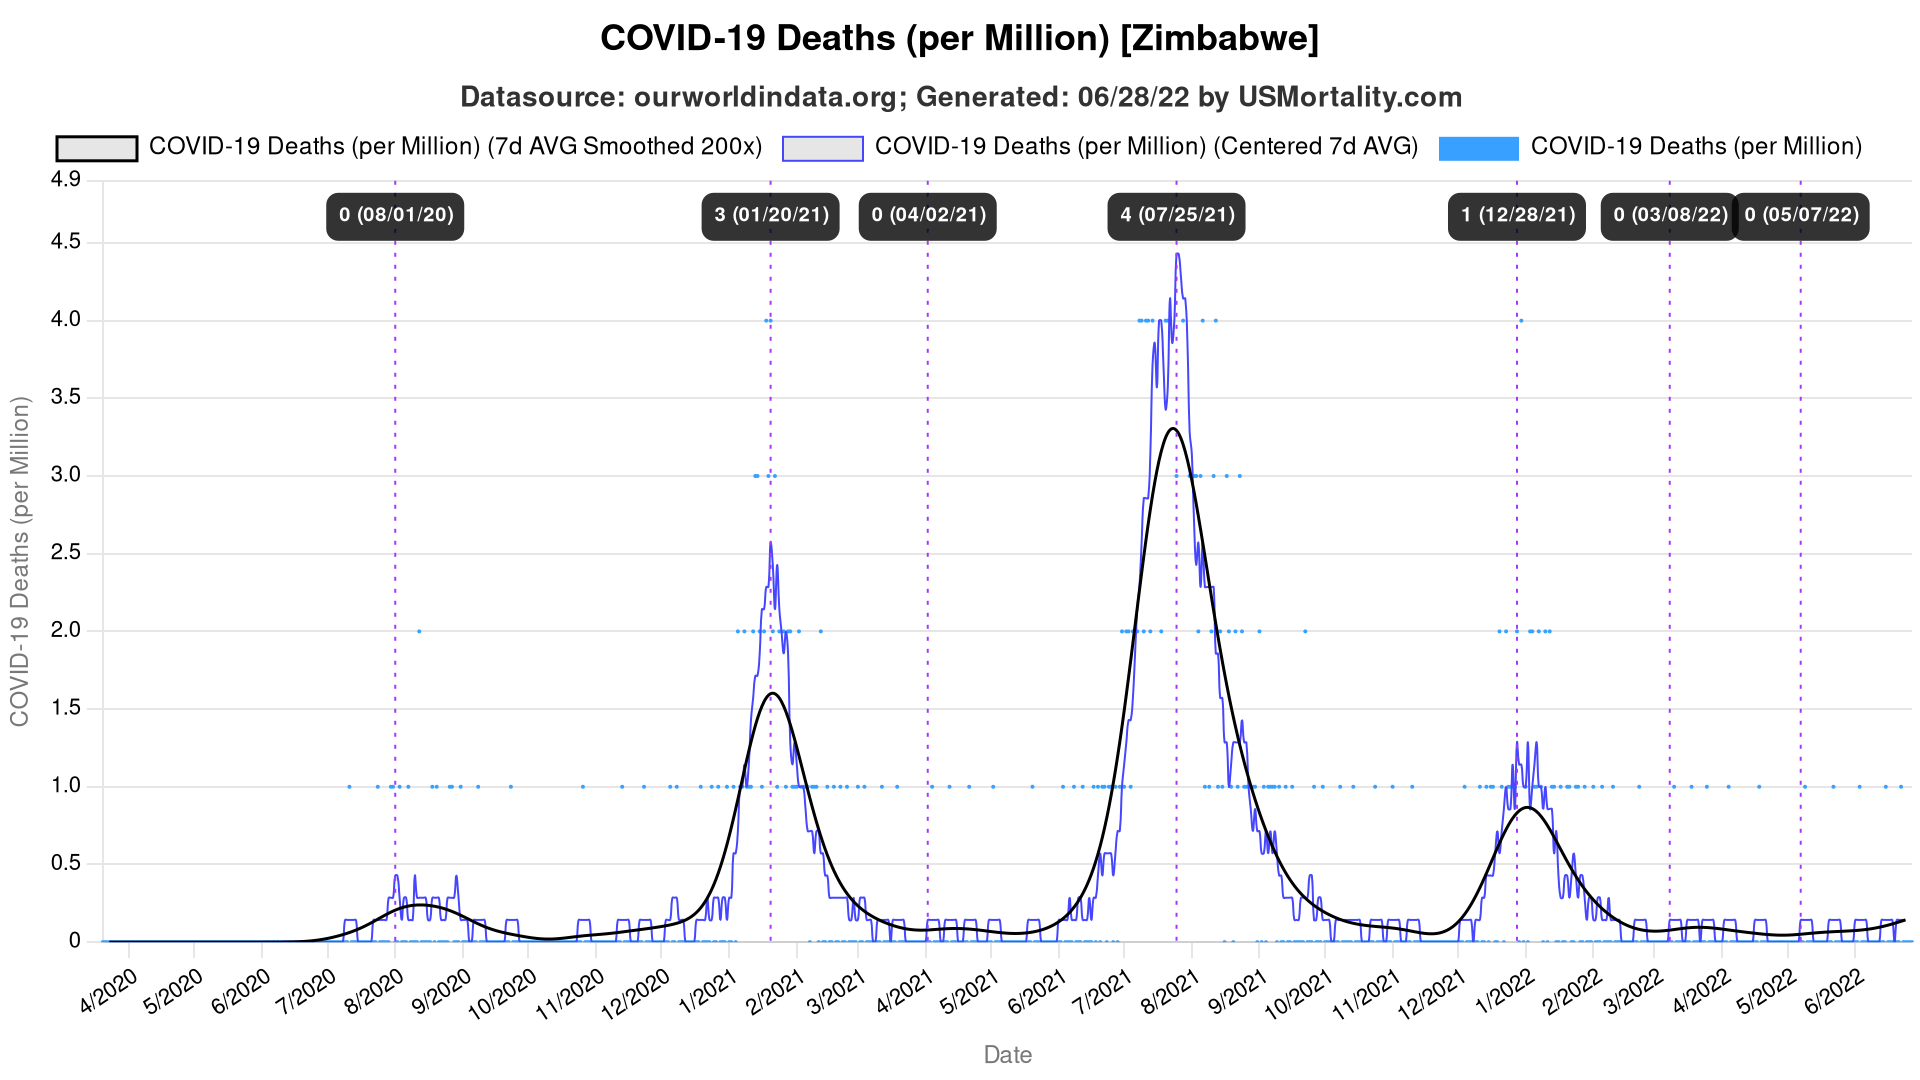 COVID-19 Deaths (per Million) [Zimbabwe]
Datasource: ourworldindata.org; Generated: 06/28/22 by USMortality.com
COVID-19 Deaths (per Million) (7d AVG Smoothed 200x) COVID-19 Deaths (per Million) (Centered 7d AVG) COVID-19 Deaths (per Million)
4.9
0 (08/01/20) 3 (01/20/21) 0 (04/02/21) 4 (07/25/21) 1 (12/28/21) 0 (03/08/22) 0 (05/07/22)
4.5
4.0
3.5
3.0
2.5
2.0
1.5
1.0
0.5
0
COVID-19 Deaths (per Million)
4/2020 5/2020 6/2020 7/2020 8/2020 9/2020 10/2020 11/2020 12/2020 1/2021 2/2021 3/2021 4/2021 5/2021 6/2021 7/2021 8/2021 9/2021 10/2021 11/2021 12/2021 1/2022 2/2022 3/2022 4/2022 5/2022 6/2022
Date